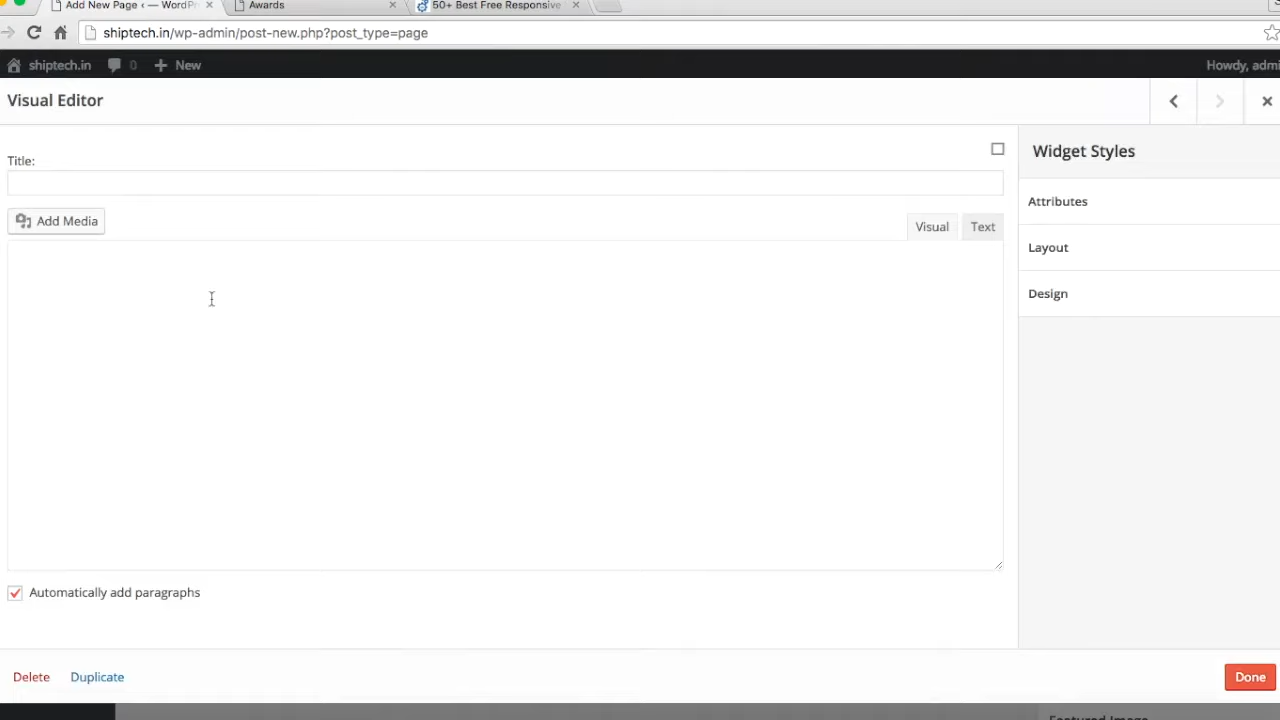 Add New Page ‹ — WordPr
Awards
50+ Best Free Responsive
shiptech.in/wp-admin/post-new.php?post_type=page
shiptech.in 0 + New Howdy, admi
Visual Editor
Title:
Widget Styles
Attributes
Add Media
Visual Text
Layout
Design
Automatically add paragraphs
Delete Duplicate Done
Featured Image